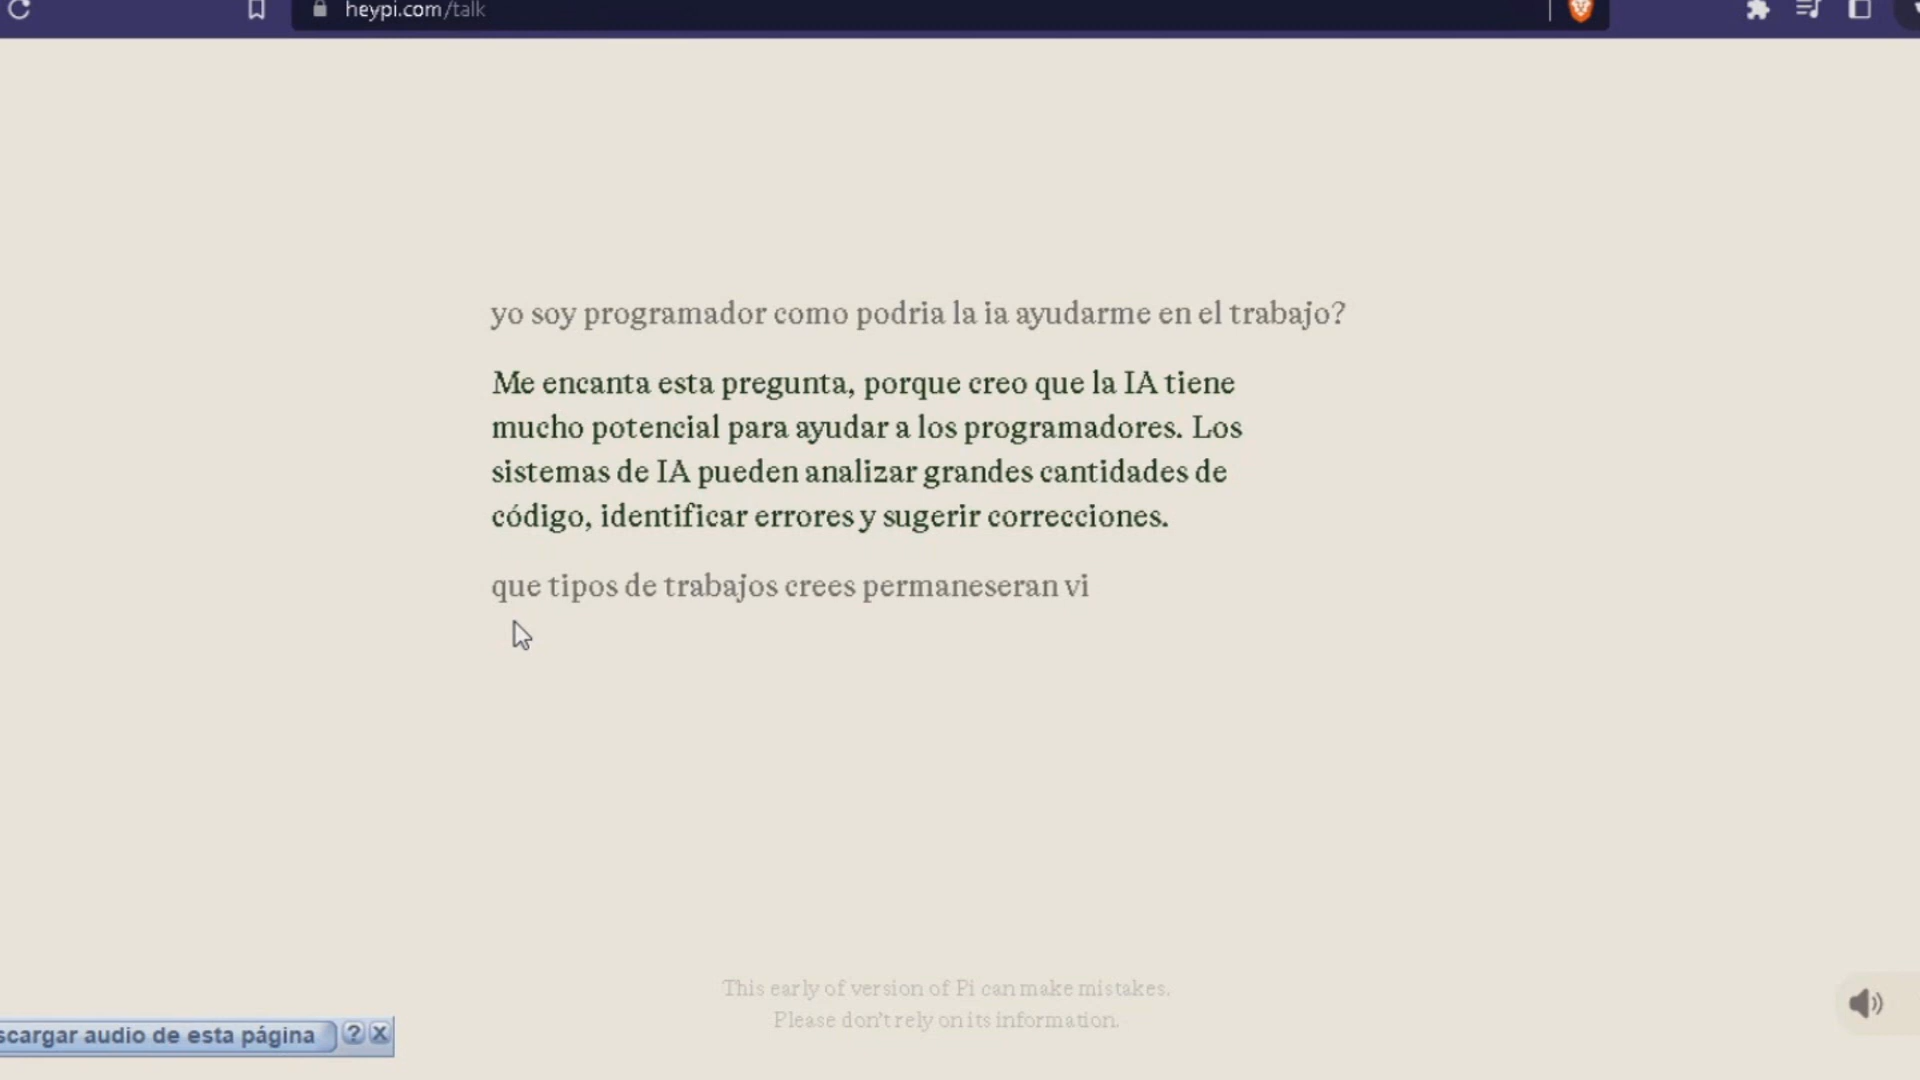 heypi.com/talk
yo soy programador como podria la ia ayudarme en el trabajo?
Me encanta esta pregunta, porque creo que la IA tiene
mucho potencial para ayudar a los programadores. Los
sistemas de IA pueden analizar grandes cantidades de
código, identificar errores y sugerir correcciones.
que tipos de trabajos crees permaneseran vi
This early of version of Pi can make mistakes.
Please don't rely on its information.
scargar audio de esta página ? X